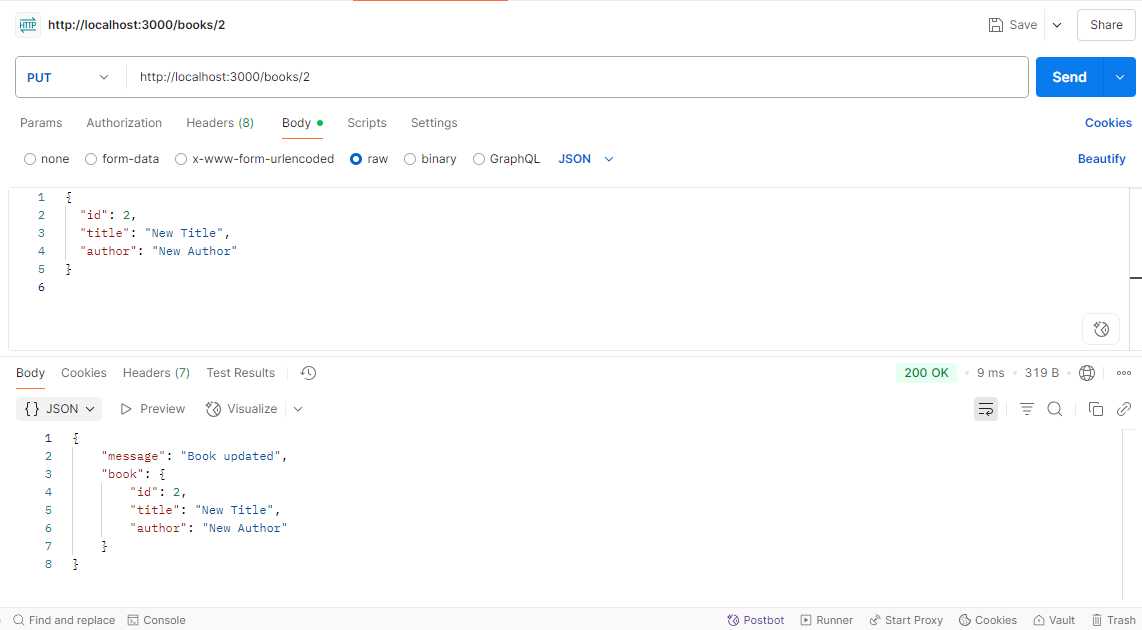 HTTP http://localhost:3000/books/2 Save Share
PUT http://localhost:3000/books/2 Send
Params Authorization Headers (8) Body Scripts Settings Cookies
none form-data x-www-form-urlencoded raw binary GraphQL JSON Beautify
1 {
2 "id": 2,
3 "title": "New Title",
4 "author": "New Author"
5 }
6
Body Cookies Headers (7) Test Results 200 OK • 9 ms • 319 B •
{} JSON Preview Visualize
1 {
2 "message": "Book updated",
3 "book": {
4 "id": 2,
5 "title": "New Title",
6 "author": "New Author"
7 }
8 }
Find and replace Console Postbot Runner Start Proxy Cookies Vault Trash